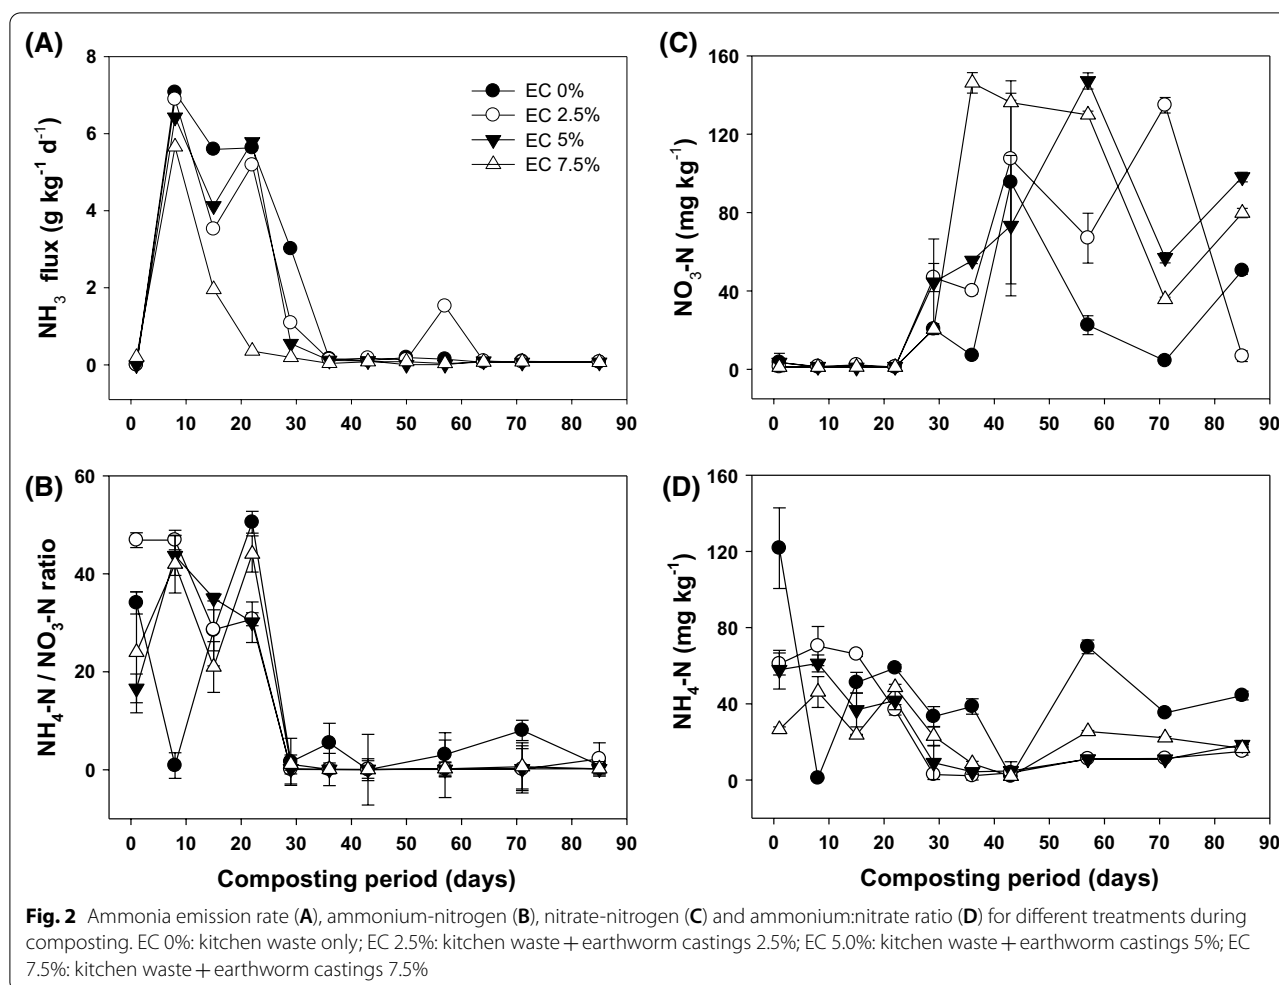 (A)
8
6
4
2
0
NH3 flux (g kg-1 d-1)
EC 0%
EC 2.5%
EC 5%
EC 7.5%
0 10 20 30 40 50 60 70 80 90
(C)
160
120
80
40
0
NO3-N (mg kg-1)
0 10 20 30 40 50 60 70 80 90
(B)
60
40
20
0
NH4-N / NO3-N ratio
0 10 20 30 40 50 60 70 80 90
Composting period (days)
(D)
160
120
80
40
0
NH4-N (mg kg-1)
0 10 20 30 40 50 60 70 80 90
Composting period (days)
Fig. 2 Ammonia emission rate (A), ammonium-nitrogen (B), nitrate-nitrogen (C) and ammonium:nitrate ratio (D) for different treatments during
composting. EC 0%: kitchen waste only; EC 2.5%: kitchen waste + earthworm castings 2.5%; EC 5.0%: kitchen waste + earthworm castings 5%; EC
7.5%: kitchen waste + earthworm castings 7.5%